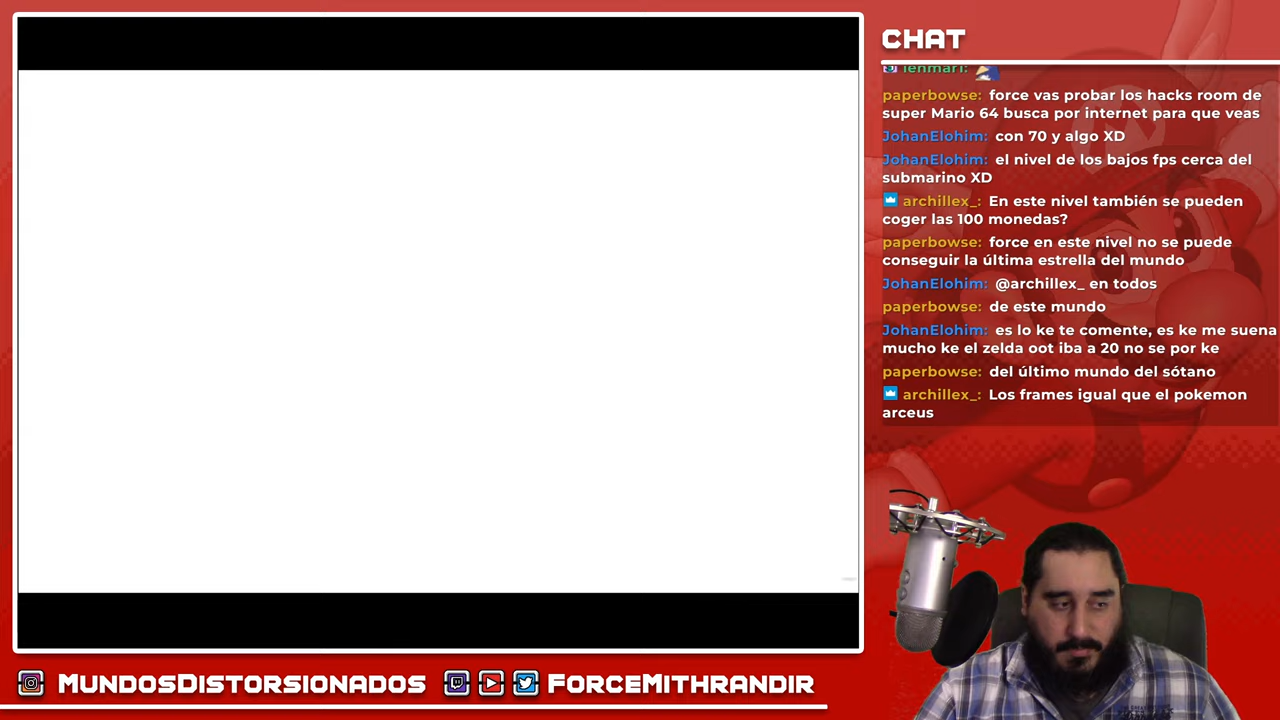 CHAT
lenmar1:
paperbowse: force vas probar los hacks room de
super Mario 64 busca por internet para que veas
JohanElohim: con 70 y algo XD
JohanElohim: el nivel de los bajos fps cerca del
submarino XD
archillex_: En este nivel también se pueden
coger las 100 monedas?
paperbowse: force en este nivel no se puede
conseguir la última estrella del mundo
JohanElohim: @archillex_ en todos
paperbowse: de este mundo
JohanElohim: es lo ke te comente, es ke me suena
mucho ke el zelda oot iba a 20 no se por ke
paperbowse: del último mundo del sótano
archillex_: Los frames igual que el pokemon
arceus
MUNDOSDISTORSIONADOS FORCEMITHRANDIR